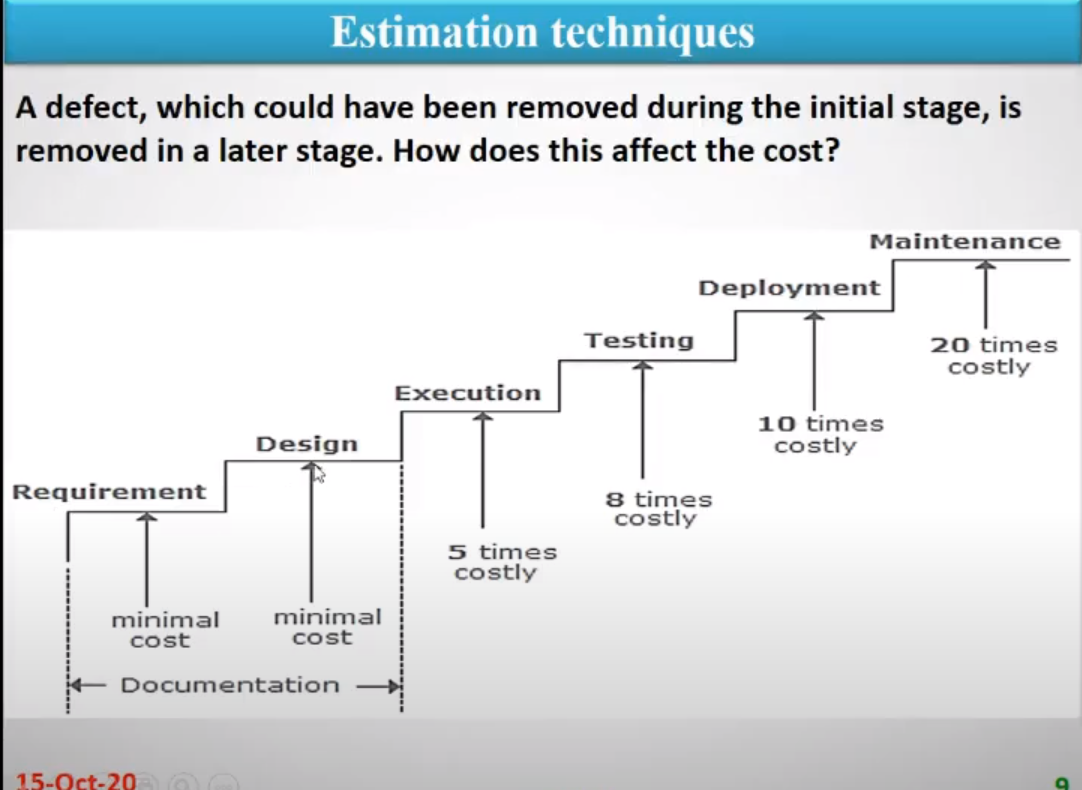 Estimation techniques
A defect, which could have been removed during the initial stage, is
removed in a later stage. How does this affect the cost?
Maintenance
Deployment
20 times
costly
Testing
Execution
10 times
costly
Design
Requirement
8 times
costly
5 times
costly
minimal
cost
minimal
cost
Documentation
15-Oct-20
9